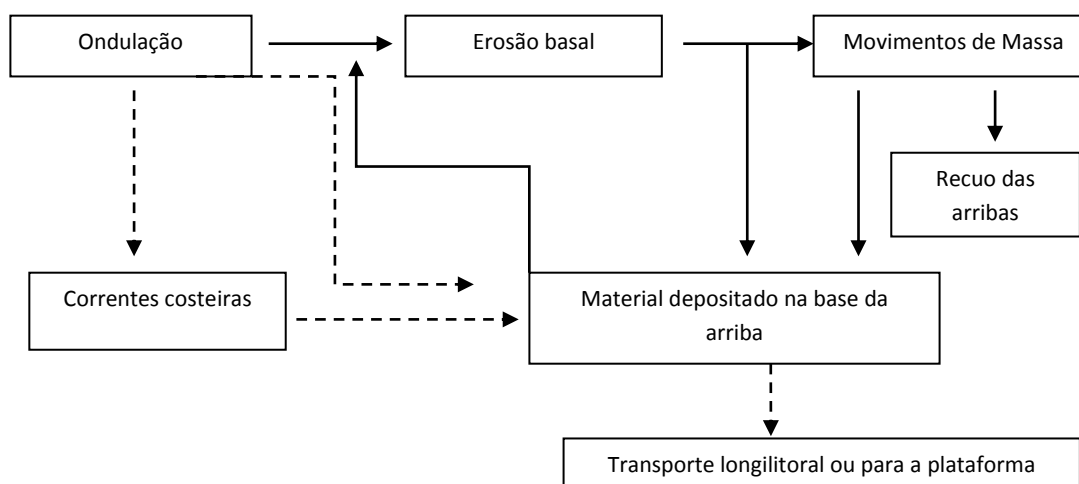 Ondulação
Erosão basal
Movimentos de Massa
Recuo das
arribas
Correntes costeiras
Material depositado na base da
arriba
Transporte longilitoral ou para a plataforma